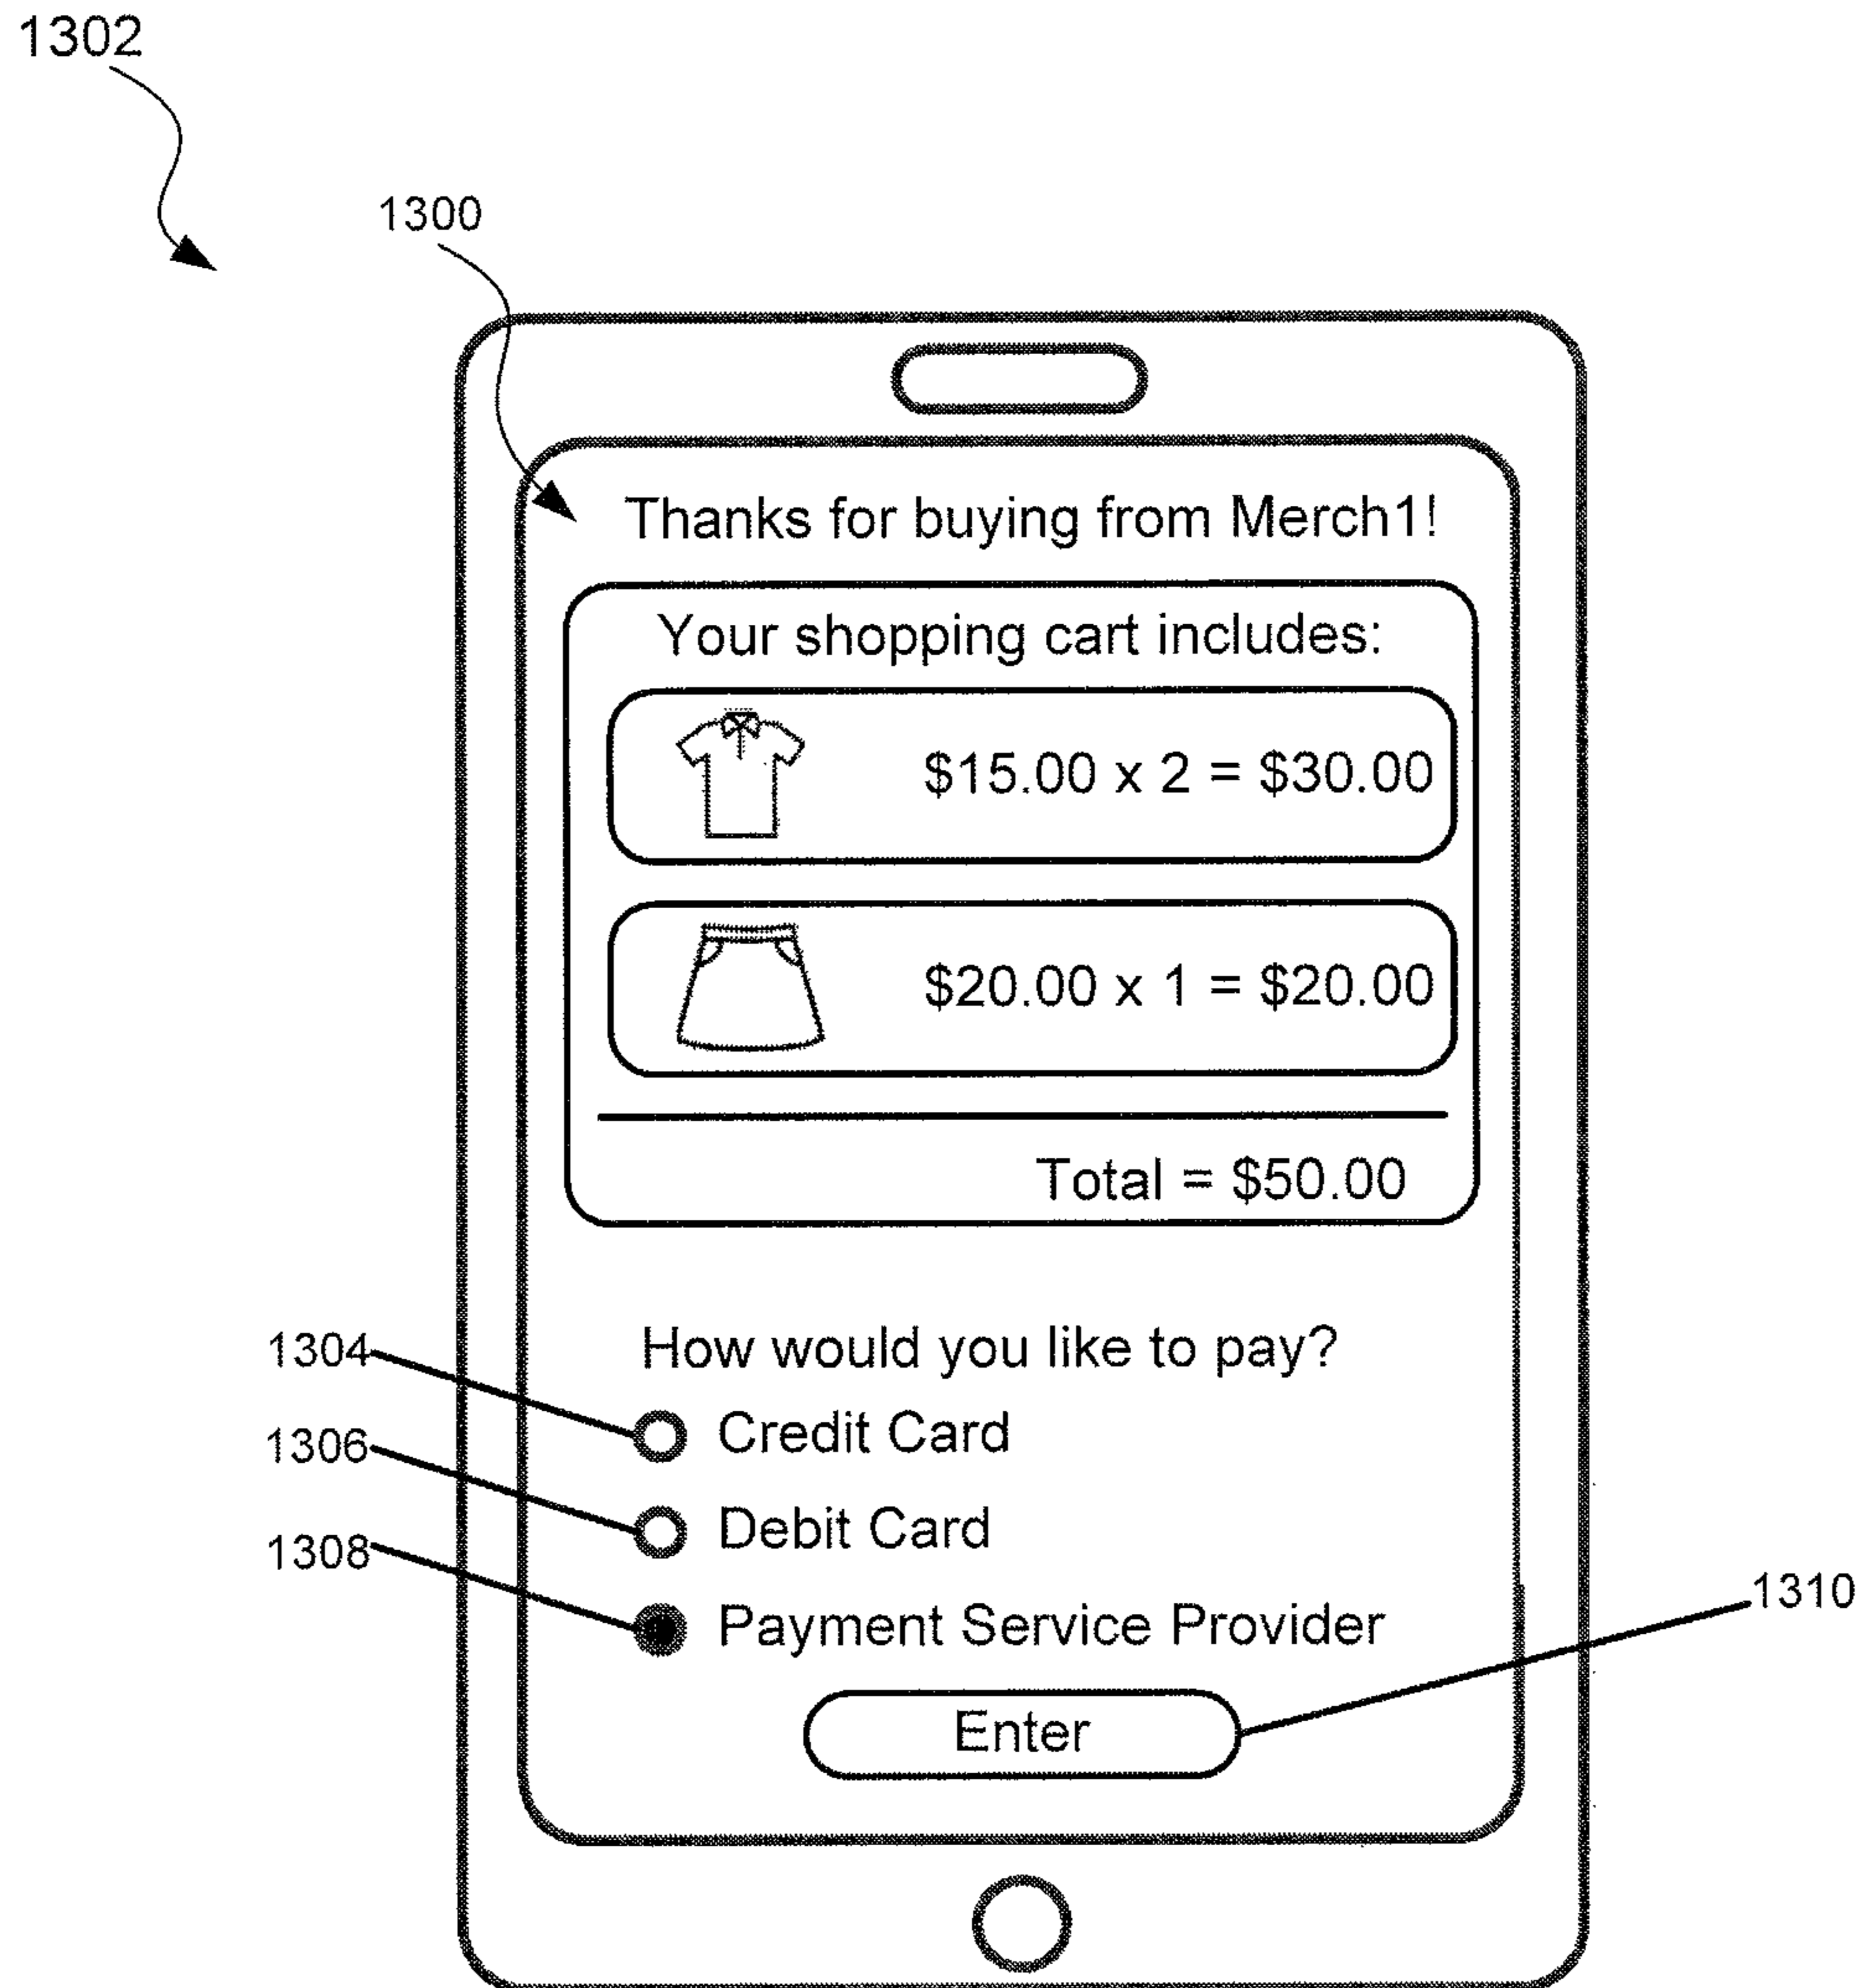 1302
1300
Thanks for buying from Merch1!
Your shopping cart includes:
$15.00 x 2 = $30.00
$20.00 x 1 = $20.00
Total = $50.00
How would you like to pay?
1304
Credit Card
1306
Debit Card
1308
Payment Service Provider
1310
Enter